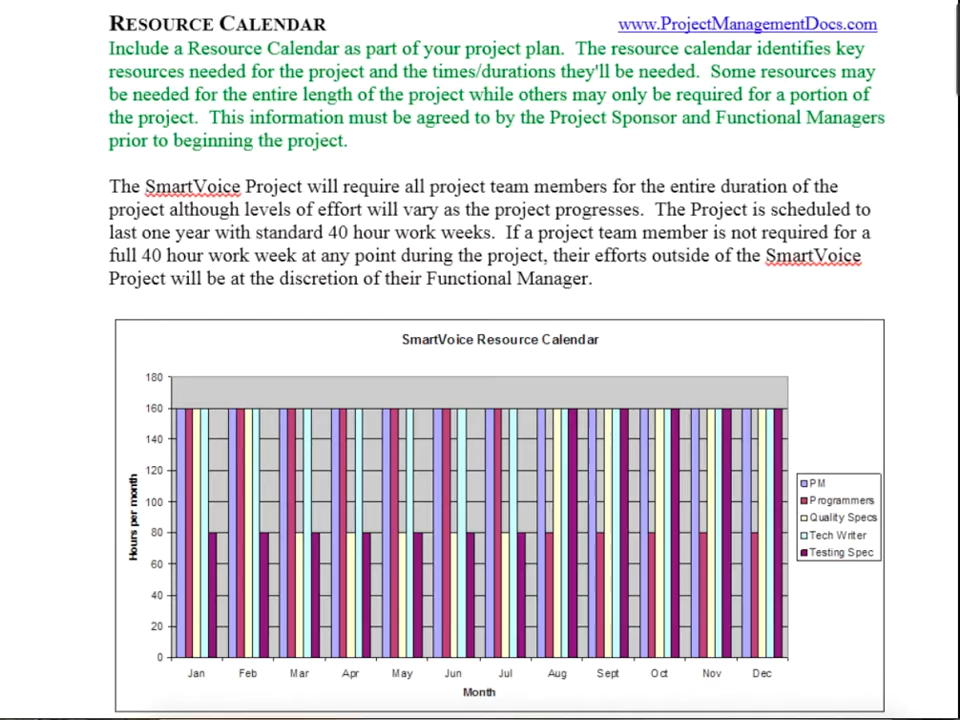 RESOURCE CALENDAR www.ProjectManagementDocs.com
Include a Resource Calendar as part of your project plan. The resource calendar identifies key
resources needed for the project and the times/durations they'll be needed. Some resources may
be needed for the entire length of the project while others may only be required for a portion of
the project. This information must be agreed to by the Project Sponsor and Functional Managers
prior to beginning the project.
The SmartVoice Project will require all project team members for the entire duration of the
project although levels of effort will vary as the project progresses. The Project is scheduled to
last one year with standard 40 hour work weeks. If a project team member is not required for a
full 40 hour work week at any point during the project, their efforts outside of the SmartVoice
Project will be at the discretion of their Functional Manager.
SmartVoice Resource Calendar
180
160
140
120
100
80
60
40
20
0
Hours per month
Jan Feb Mar Apr May Jun Jul Aug Sept Oct Nov Dec
Month
PM
Programmers
Quality Specs
Tech Writer
Testing Spec